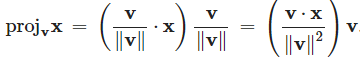 proj_v x = ( v / ‖v‖ · x ) v / ‖v‖ = ( v · x / ‖v‖² ) v.